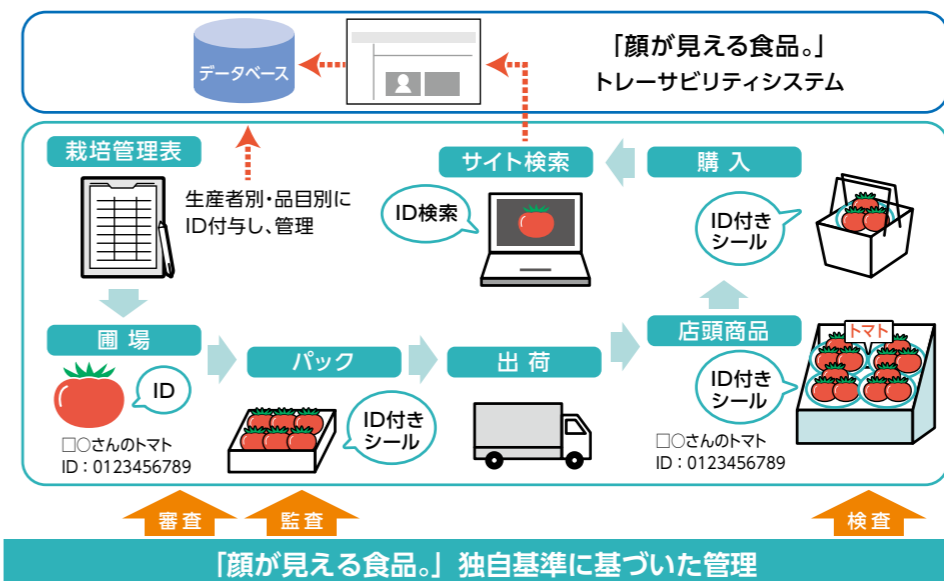 「顔が見える食品。」
トレーサビリティシステム
データベース
栽培管理表
生産者別・品目別に
ID付与し、管理
サイト検索
ID検索
購入
ID付き
シール
圃場
ID
□○さんのトマト
ID：0123456789
パック
ID付き
シール
出荷
店頭商品
ID付き
シール
トマト
□○さんのトマト
ID：0123456789
審査
監査
検査
「顔が見える食品。」独自基準に基づいた管理